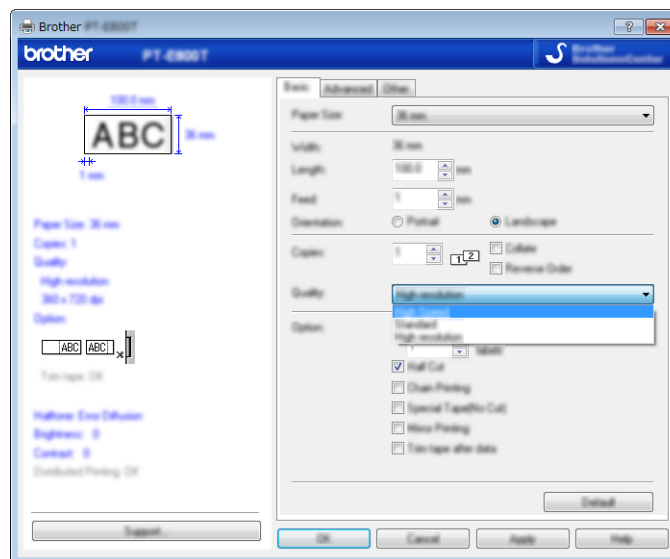 Brother PT-E800T
brother PT-E800T
Brother
SolutionsCenter
Basic Advanced Other
100.0 mm
ABC
36 mm
1 mm
Paper Size: 36 mm
Copies: 1
Quality:
High resolution
360 x 720 dpi
Option:
ABC ABC
Trim tape: Off
Halftone: Error Diffusion
Brightness: 0
Contrast: 0
Distributed Printing: Off
Support...
Paper Size: 36 mm
Width: 36 mm
Length: 100.0 mm
Feed: 1 mm
Orientation: Portrait Landscape
Copies: 1 1 2 Collate
Reverse Order
Quality: High resolution
High Speed
Standard
High resolution
Option:
1 labels
Half Cut
Chain Printing
Special Tape(No Cut)
Mirror Printing
Trim tape after data
Default
OK Cancel Apply Help